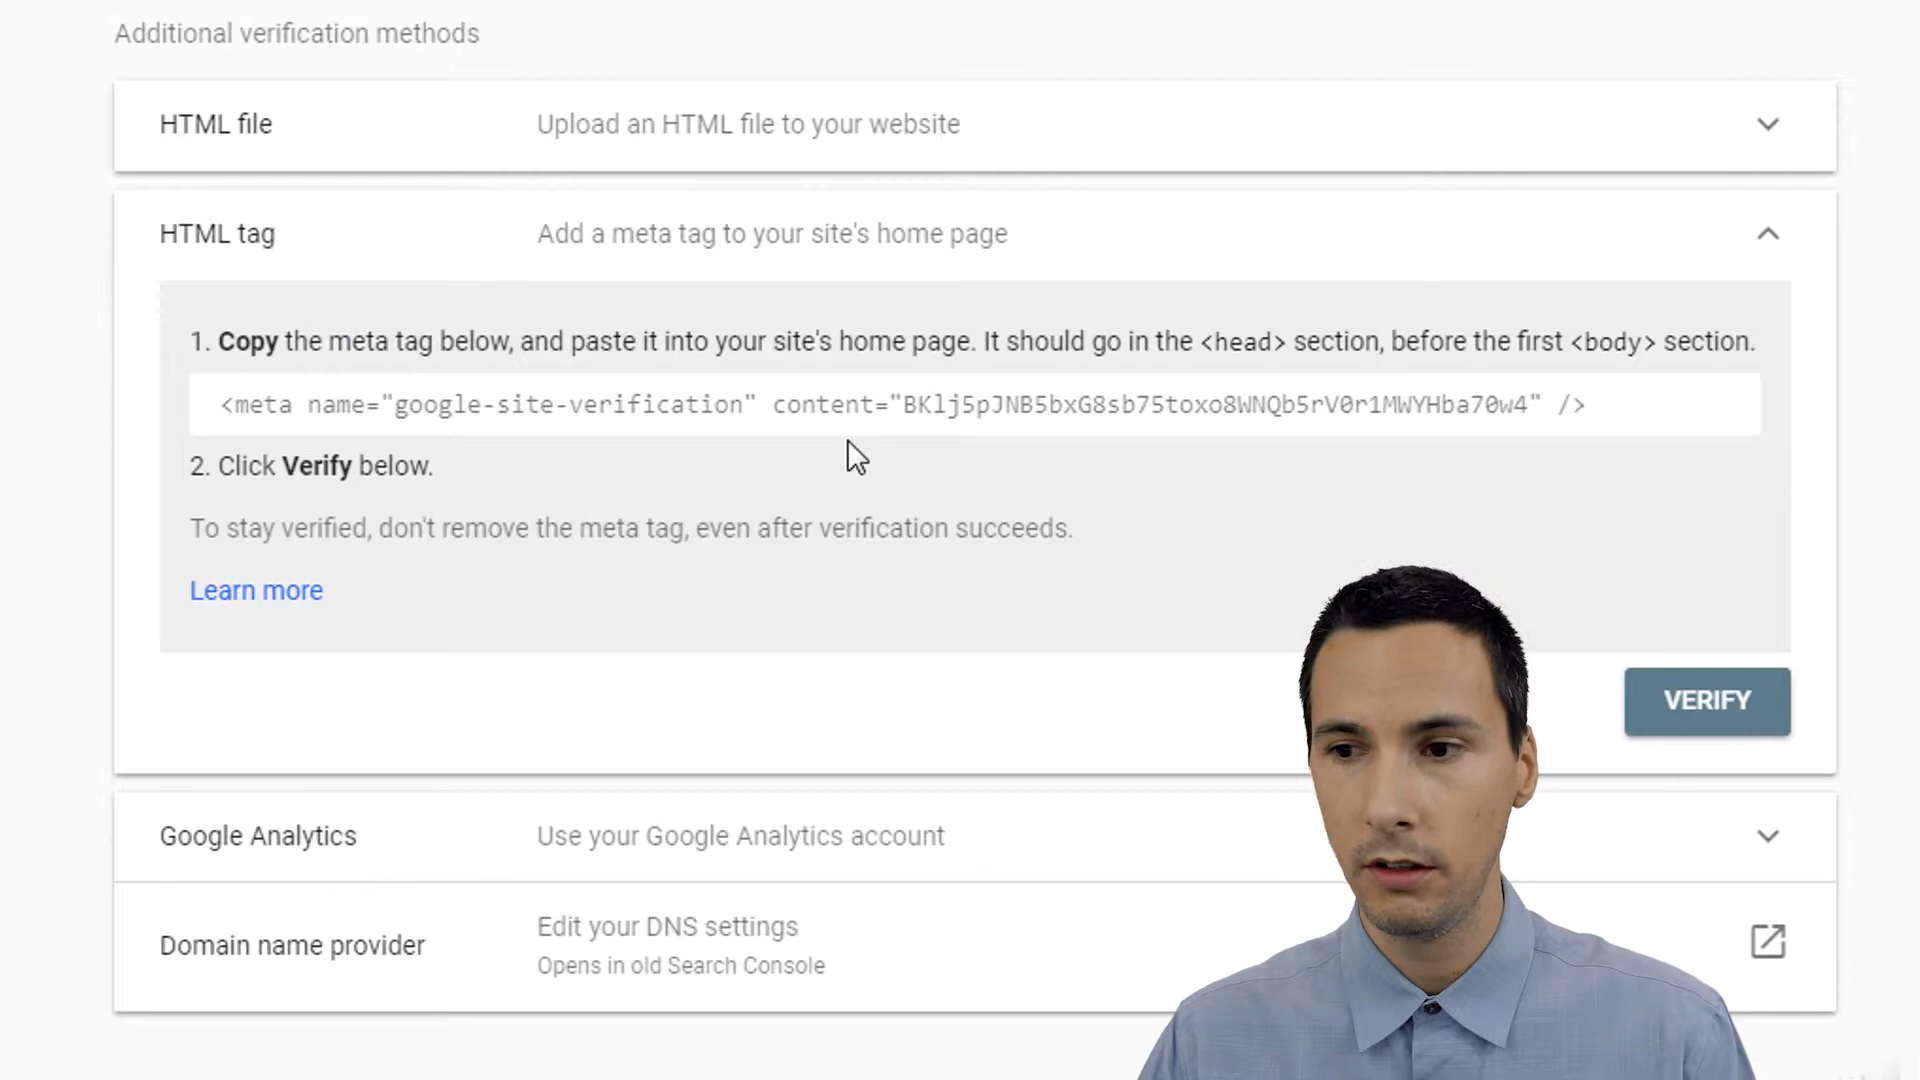 Additional verification methods
HTML file Upload an HTML file to your website
HTML tag Add a meta tag to your site's home page
1. Copy the meta tag below, and paste it into your site's home page. It should go in the <head> section, before the first <body> section.
<meta name="google-site-verification" content="BKlj5pJNB5bxG8sb75toxo8WNQb5rV0r1MWYHba70w4" />
2. Click Verify below.
To stay verified, don't remove the meta tag, even after verification succeeds.
Learn more
VERIFY
Google Analytics Use your Google Analytics account
Domain name provider Edit your DNS settings
Opens in old Search Console